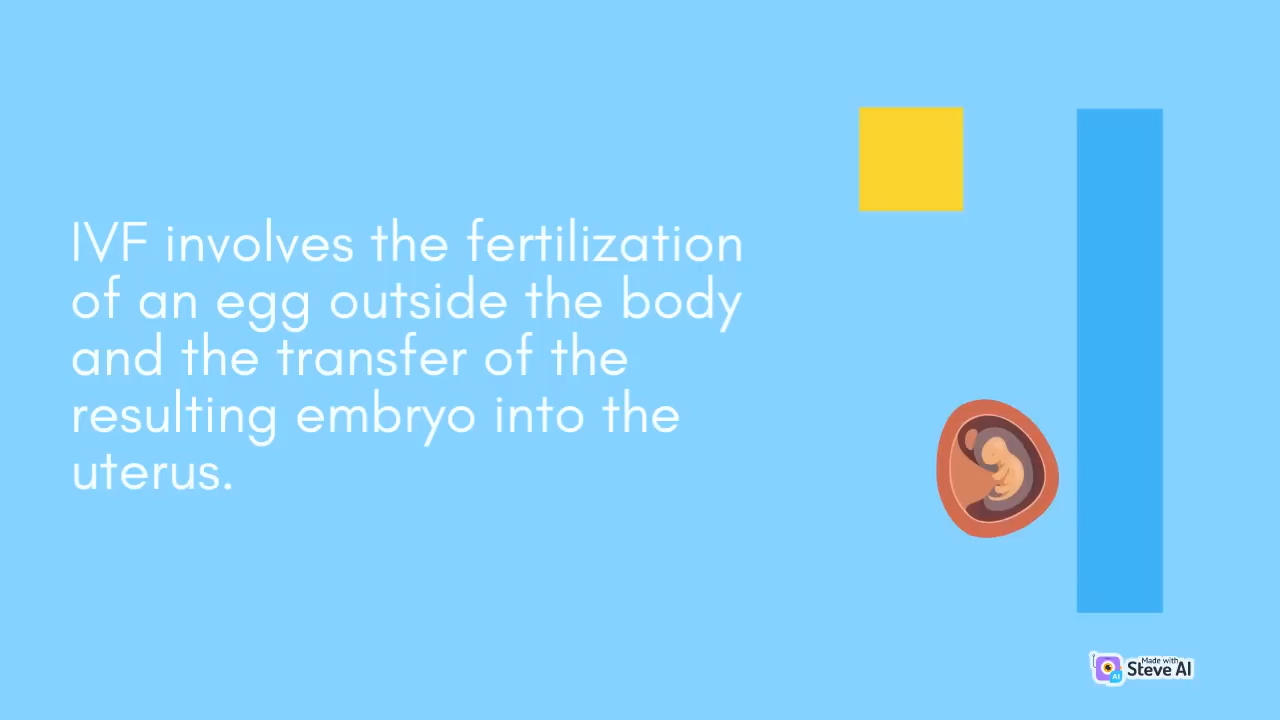 IVF involves the fertilization
of an egg outside the body
and the transfer of the
resulting embryo into the
uterus.
Made with
Steve AI
AI